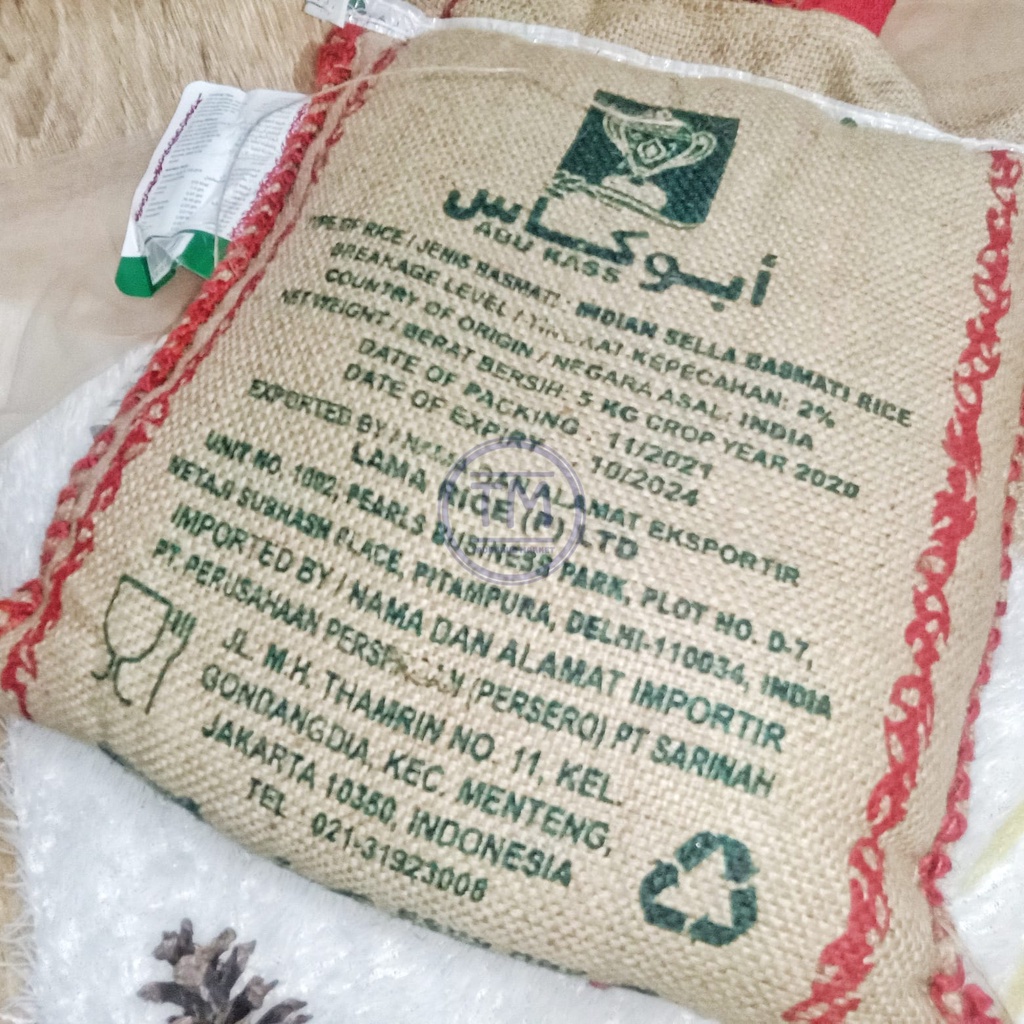 أبو كاس
ABU KASS
TYPE OF RICE / JENIS BASMATI : INDIAN SELLA BASMATI RICE
BREAKAGE LEVEL / TINGKAT KEPECAHAN: 2%
COUNTRY OF ORIGIN / NEGARA ASAL: INDIA
NET WEIGHT / BERAT BERSIH: 5 KG CROP YEAR 2020
DATE OF PACKING : 11/2021
DATE OF EXPIRY : 10/2024
EXPORTED BY / NAMA DAN ALAMAT EKSPORTIR
LAMA RICE (P) LTD
UNIT NO. 1002, PEARLS BUSINESS PARK, PLOT NO. D-7,
NETAJI SUBHASH PLACE, PITAMPURA, DELHI-110034, INDIA
IMPORTED BY / NAMA DAN ALAMAT IMPORTIR
PT. PERUSAHAAN (PERSERO) PT SARINAH
JL. M.H. THAMRIN NO. 11, KEL.
GONDANGDIA, KEC. MENTENG,
JAKARTA 10350, INDONESIA
TEL : 021-31923008
TM